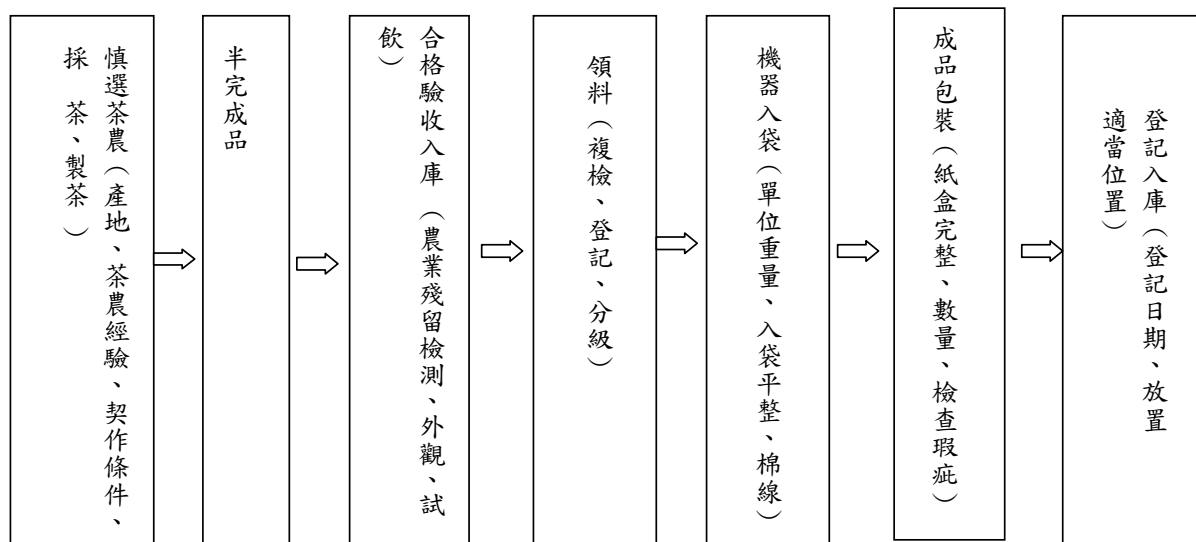 慎選茶農（產地、茶農經驗、契作條件、
採 茶、製茶）
半完成品
合格驗收入庫 （農業殘留檢測、外觀、試
飲）
領料（複檢、登記、分級）
機器入袋（單位重量、入袋平整、棉線）
成品包裝（紙盒完整、數量、檢查瑕疵）
登記入庫（登記日期、放置
適當位置）